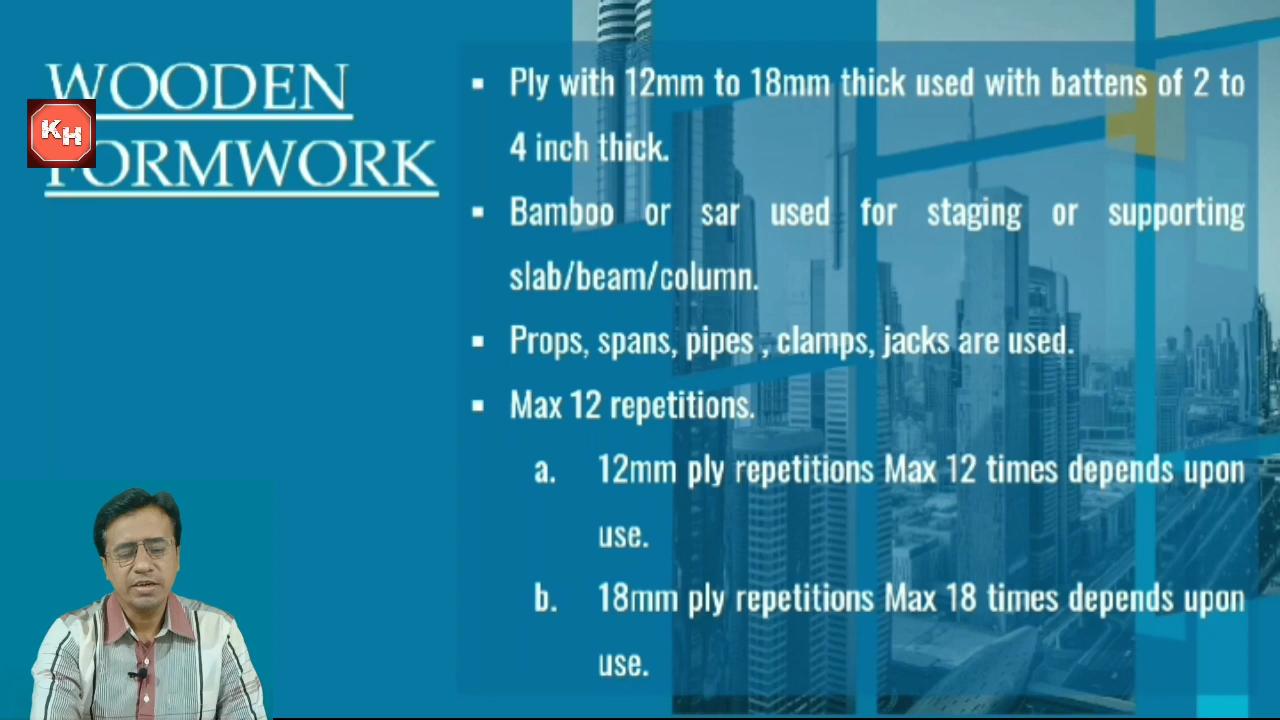 WOODEN
FORMWORK
KH
▪ Ply with 12mm to 18mm thick used with battens of 2 to
4 inch thick.
▪ Bamboo or sar used for staging or supporting
slab/beam/column.
▪ Props, spans, pipes , clamps, jacks are used.
▪ Max 12 repetitions.
a. 12mm ply repetitions Max 12 times depends upon
use.
b. 18mm ply repetitions Max 18 times depends upon
use.